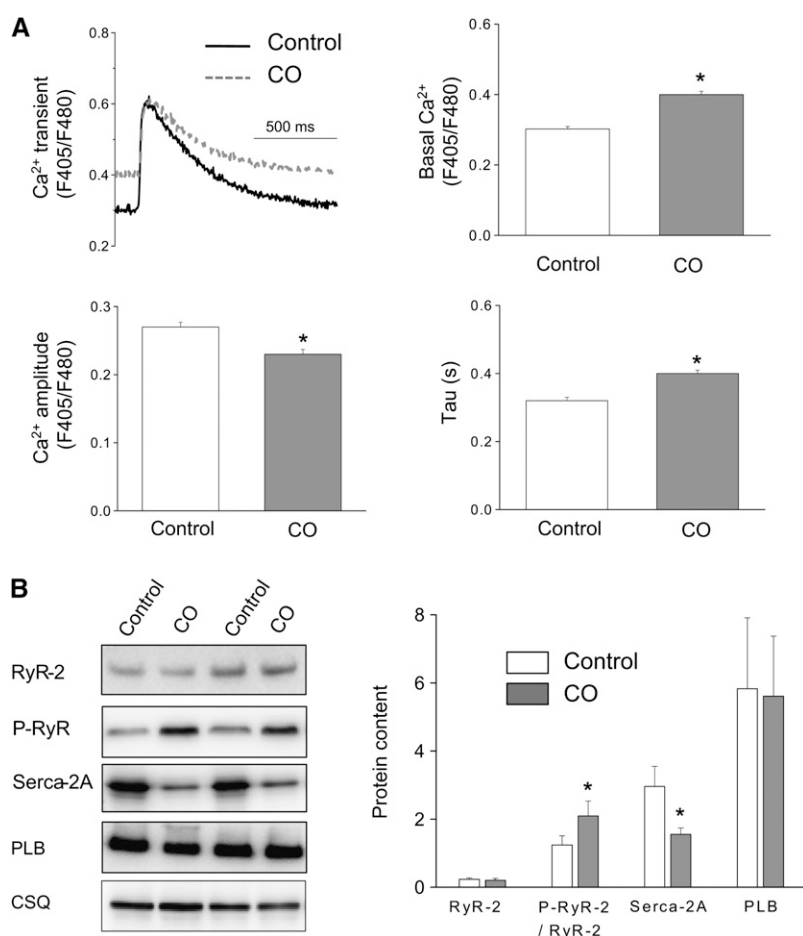 A
Control
CO
500 ms
Ca²⁺ transient
(F405/F480)
0.8
0.6
0.4
0.2
Basal Ca²⁺
(F405/F480)
0.6
0.4
0.2
0.0
Control
CO
*
Ca²⁺ amplitude
(F405/F480)
0.3
0.2
0.1
0.0
Control
CO
*
Tau (s)
0.6
0.4
0.2
0.0
Control
CO
*
B
Control
CO
Control
CO
RyR-2
P-RyR
Serca-2A
PLB
CSQ
Protein content
8
6
4
2
0
Control
CO
*
*
RyR-2
P-RyR-2
/ RyR-2
Serca-2A
PLB